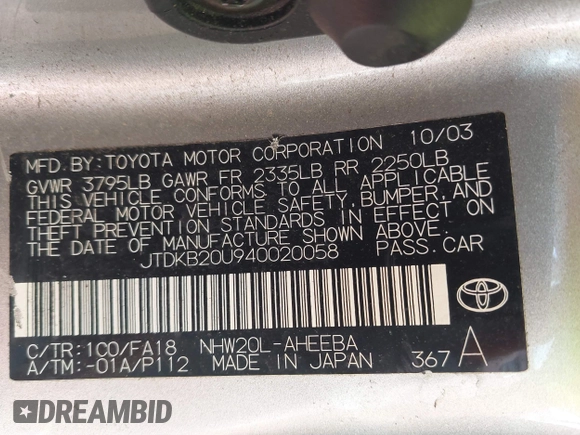 MFD.BY:TOYOTA MOTOR CORPORATION 10/03
GVWR 3795LB GAWR FR 2335LB RR 2250LB
THIS VEHICLE CONFORMS TO ALL APPLICABLE
FEDERAL MOTOR VEHICLE SAFETY,BUMPER,AND
THEFT PREVENTION STANDARDS IN EFFECT ON
THE DATE OF MANUFACTURE SHOWN ABOVE.
JTDKB20U940020058 PASS.CAR
C/TR:1C0/FA18 NHW20L-AHEEBA
A/TM:-01A/P112 MADE IN JAPAN 367 A
DREAMBID